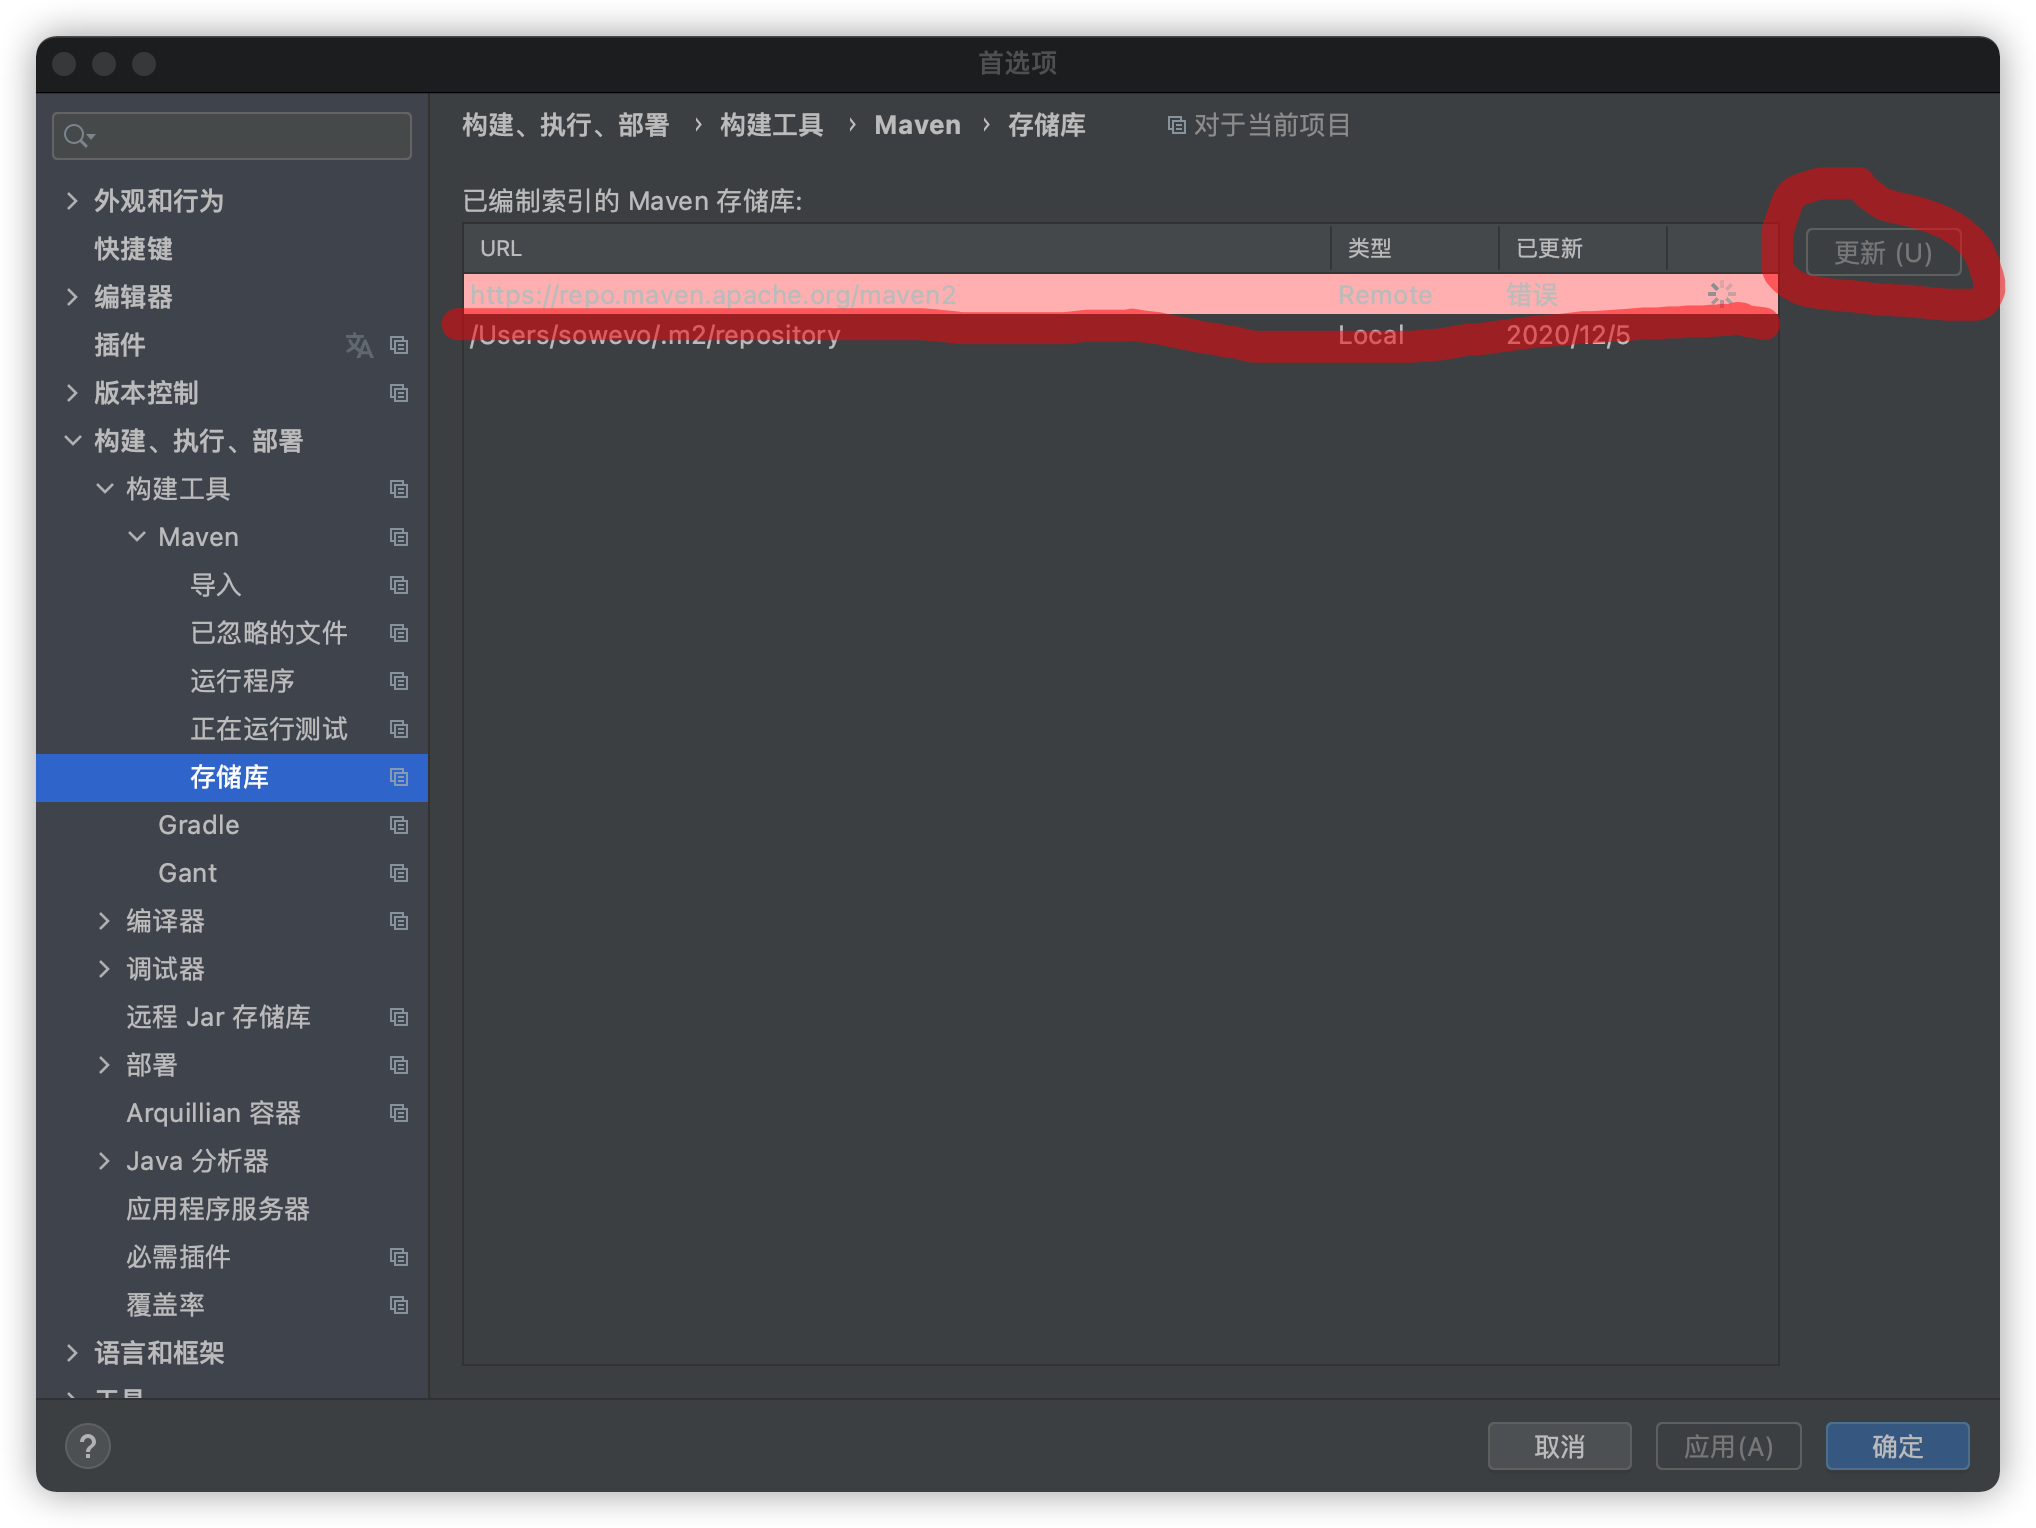 首选项
外观和行为
快捷键
编辑器
插件
版本控制
构建、执行、部署
构建工具
Maven
导入
已忽略的文件
运行程序
正在运行测试
存储库
Gradle
Gant
编译器
调试器
远程 Jar 存储库
部署
Arquillian 容器
Java 分析器
应用程序服务器
必需插件
覆盖率
语言和框架
工具
构建、执行、部署 › 构建工具 › Maven › 存储库 对于当前项目
已编制索引的 Maven 存储库:
URL 类型 已更新
https://repo.maven.apache.org/maven2 Remote 错误
/Users/sowevo/.m2/repository Local 2020/12/5
更新 (U)
? 取消 应用(A) 确定